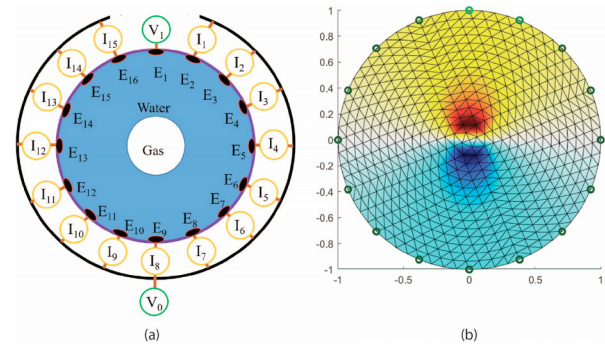 V1
I15 I1
I14 I2
E16 E1 E2
I13 E15 E3 I3
E14 Water E4
I12 E13 Gas E5 I4
I11 E12 E6 I5
E11 E7
I10 E10 E9 E8 I6
I9 I8 I7
V0
(a)
1
0.8
0.6
0.4
0.2
0
-0.2
-0.4
-0.6
-0.8
-1
-1 -0.5 0 0.5 1
(b)